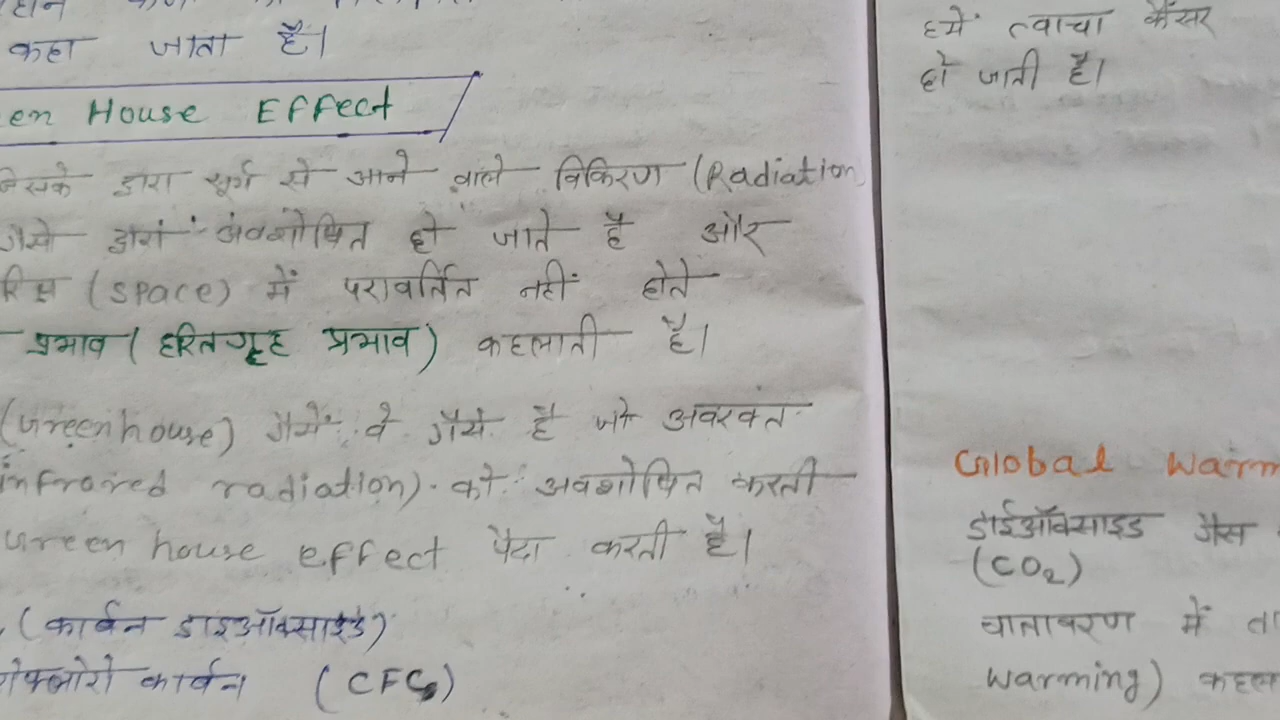 कहा जाता है।
en House Effect
जिसके द्वारा सूर्य से आने वाले विकिरण (Radiation
गैसो द्वारा अवशोषित हो जाते है और
रिक्ष (space) में परावर्तित नहीं होते
प्रभाव (हरितगृह प्रभाव) कहलाती है।
(Greenhouse) गैसें वे गैसे है जो अवरक्त
infrared radiation) को अवशोषित करती
Green house effect पैदा करती है।
(कार्बन डाइऑक्साइड)
रोफ्लोरो कार्बन (CFCs)
हमें त्वाचा कैंसर
हो जाती है।
Global Warm
डाईऑक्साइड गैस
(CO₂)
वातावरण में ता
warming) कहल